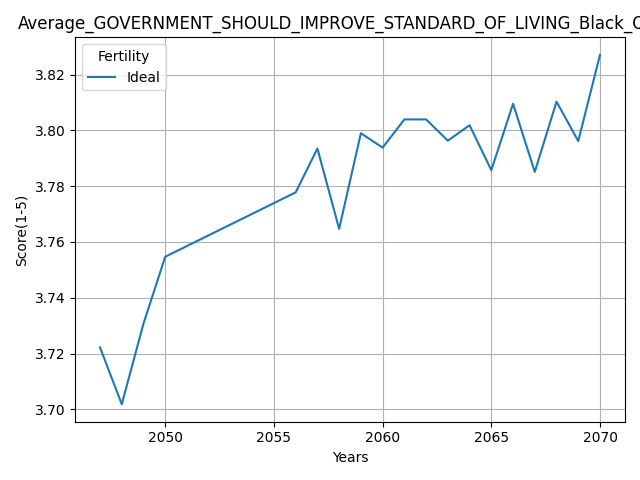 Average_GOVERNMENT_SHOULD_IMPROVE_STANDARD_OF_LIVING_Black_
Fertility
Ideal
Score(1-5)
3.82
3.80
3.78
3.76
3.74
3.72
3.70
2050 2055 2060 2065 2070
Years